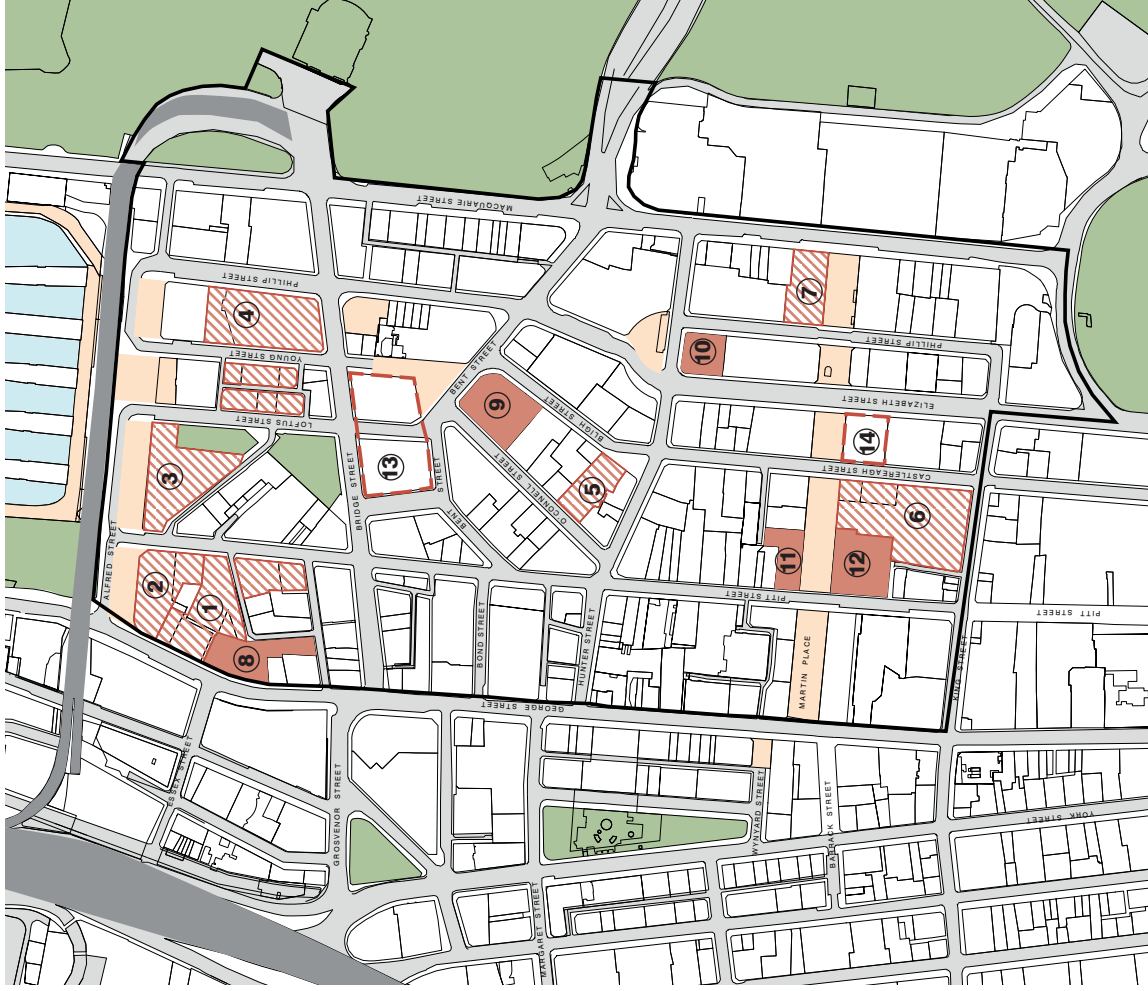 MACQUARIE STREET
PHILLIP STREET
4
YOUNG STREET
LOFTUS STREET
3
ALFRED STREET
2
1
8
BRIDGE STREET
13
BENT STREET
BENT
STREET
9
BLIGH STREET
O'CONNELL STREET
5
7
PHILLIP STREET
10
ELIZABETH STREET
14
CASTLEREAGH STREET
6
11
12
PITT STREET
PITT STREET
MARTIN PLACE
KING STREET
BOND STREET
HUNTER STREET
GEORGE STREET
ESSEX STREET
GROSVENOR STREET
WYNYARD STREET
BARRACK STREET
YORK STREET
MARGARET STREET